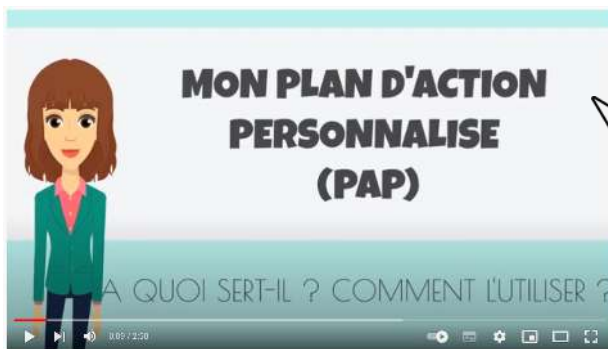 MON PLAN D'ACTION
PERSONNALISE
(PAP)
A QUOI SERT-IL ? COMMENT L'UTILISER ?